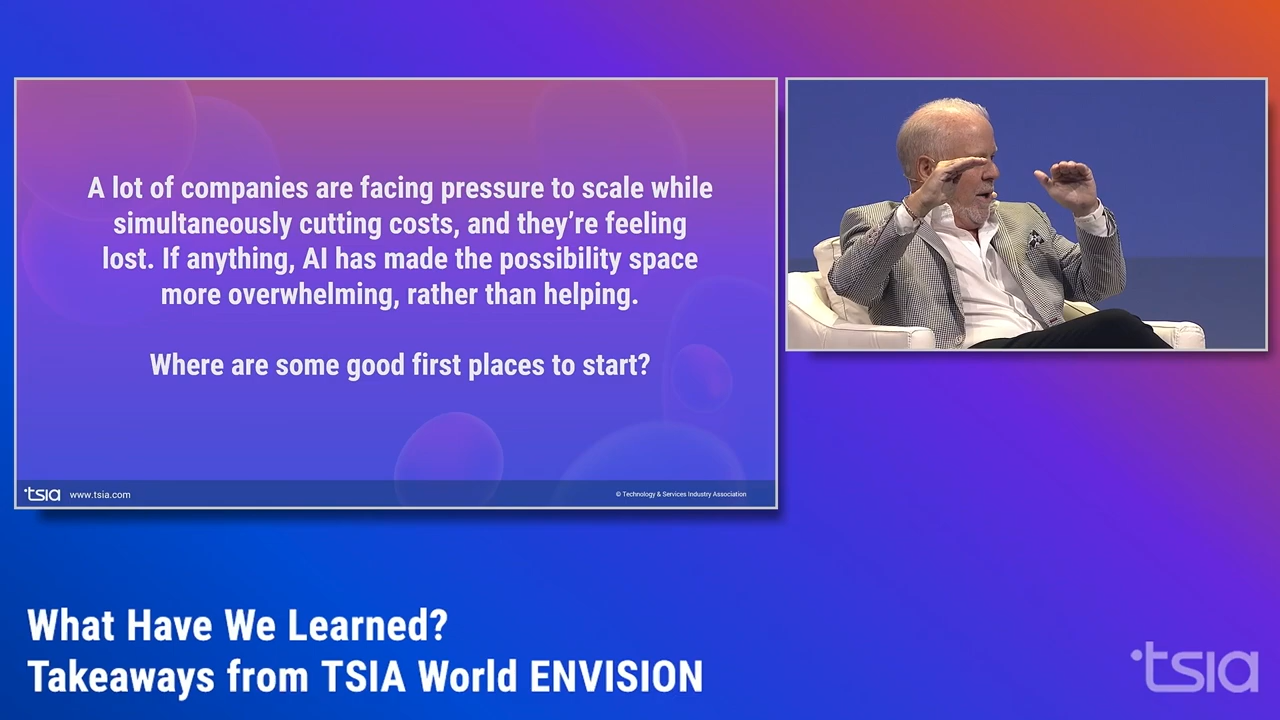 A lot of companies are facing pressure to scale while
simultaneously cutting costs, and they’re feeling
lost. If anything, AI has made the possibility space
more overwhelming, rather than helping.
Where are some good first places to start?
tsia www.tsia.com
© Technology & Services Industry Association
What Have We Learned?
Takeaways from TSIA World ENVISION
tsia